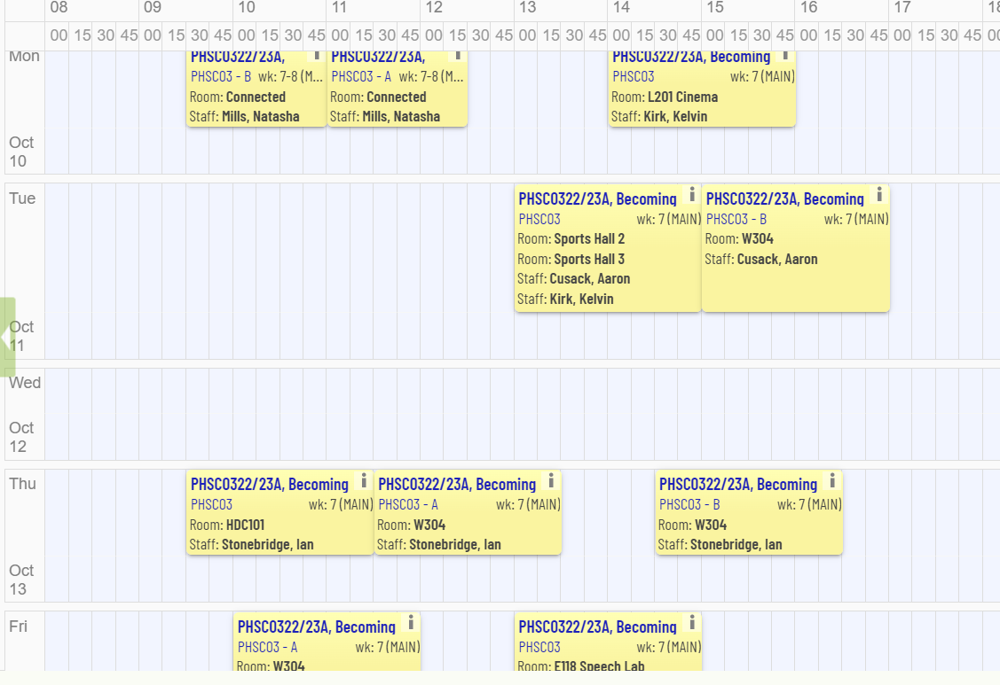 08 09 10 11 12 13 14 15 16 17 18
00 15 30 45 00 15 30 45 00 15 30 45 00 15 30 45 00 15 30 45 00 15 30 45 00 15 30 45 00 15 30 45 00 15 30 45 00 15 30 45 00
Mon
Oct
10
PHSC0322/23A,
PHSC03 - B wk: 7-8 (M...
Room: Connected
Staff: Mills, Natasha
PHSC0322/23A,
PHSC03 - A wk: 7-8 (M...
Room: Connected
Staff: Mills, Natasha
PHSC0322/23A, Becoming
PHSC03 wk: 7 (MAIN)
Room: L201 Cinema
Staff: Kirk, Kelvin
Tue
Oct
11
PHSC0322/23A, Becoming
PHSC03 wk: 7 (MAIN)
Room: Sports Hall 2
Room: Sports Hall 3
Staff: Cusack, Aaron
Staff: Kirk, Kelvin
PHSC0322/23A, Becoming
PHSC03 - B wk: 7 (MAIN)
Room: W304
Staff: Cusack, Aaron
Wed
Oct
12
Thu
Oct
13
PHSC0322/23A, Becoming
PHSC03 wk: 7 (MAIN)
Room: HDC101
Staff: Stonebridge, Ian
PHSC0322/23A, Becoming
PHSC03 - A wk: 7 (MAIN)
Room: W304
Staff: Stonebridge, Ian
PHSC0322/23A, Becoming
PHSC03 - B wk: 7 (MAIN)
Room: W304
Staff: Stonebridge, Ian
Fri
PHSC0322/23A, Becoming
PHSC03 - A wk: 7 (MAIN)
Room: W304
PHSC0322/23A, Becoming
PHSC03 wk: 7 (MAIN)
Room: E118 Speech Lab